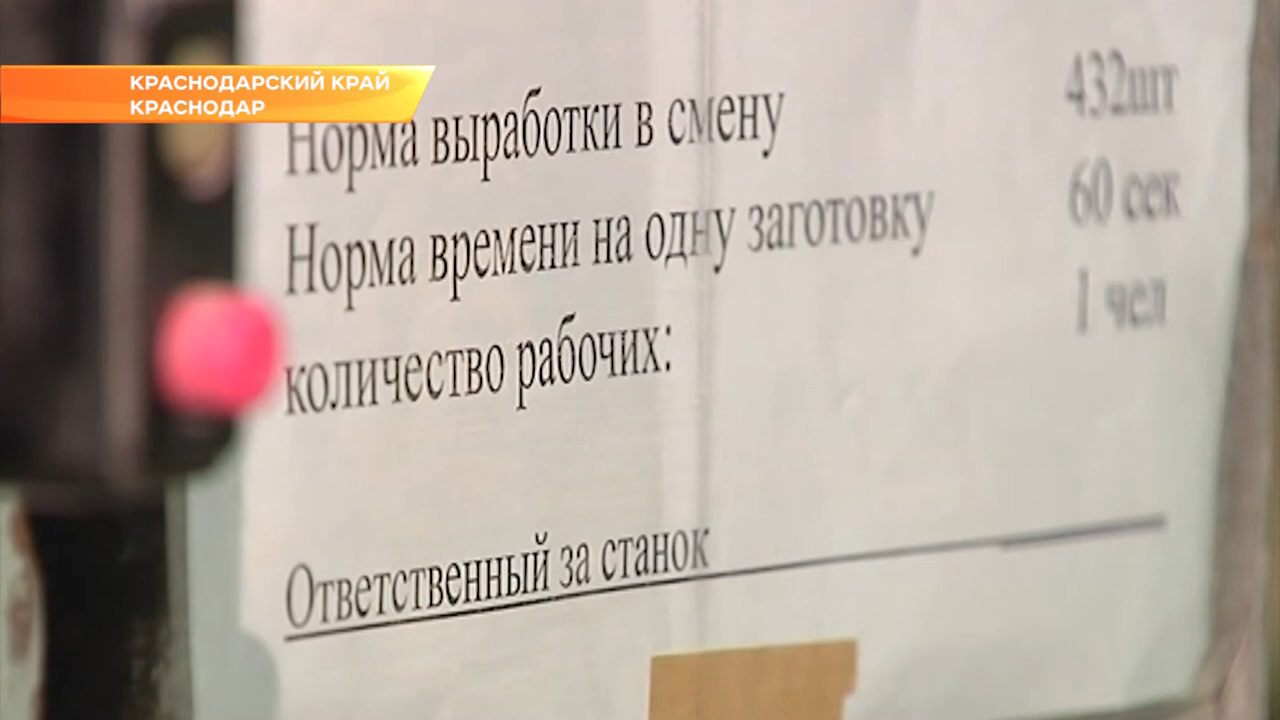 КРАСНОДАРСКИЙ КРАЙ
КРАСНОДАР
Норма выработки в смену 432шт
Норма времени на одну заготовку 60 сек
количество рабочих: 1 чел
Ответственный за станок